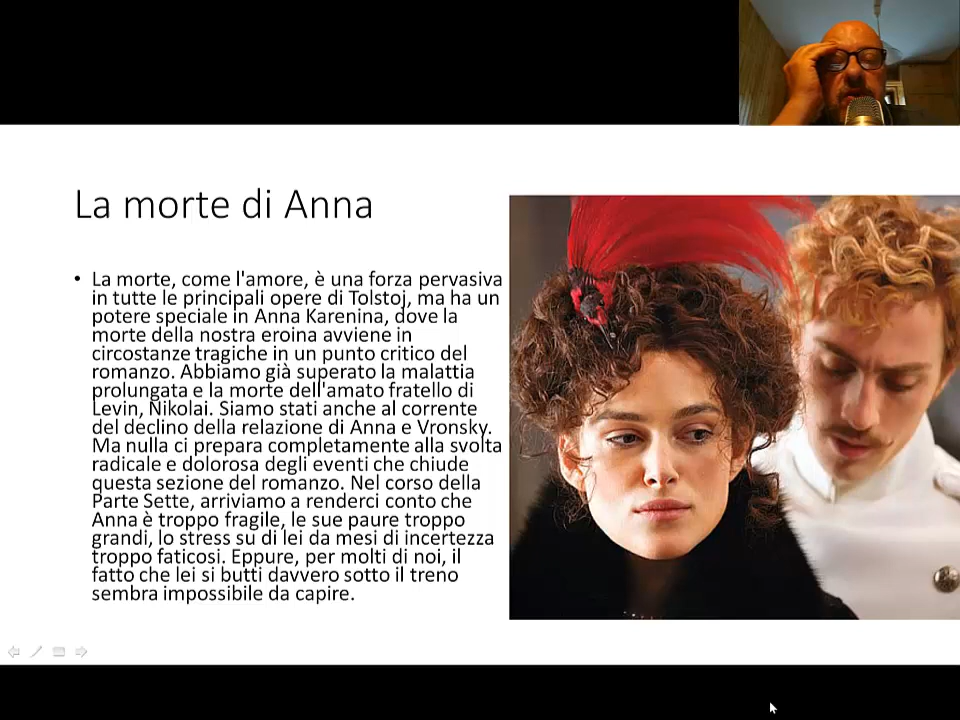 La morte di Anna
• La morte, come l'amore, è una forza pervasiva
in tutte le principali opere di Tolstoj, ma ha un
potere speciale in Anna Karenina, dove la
morte della nostra eroina avviene in
circostanze tragiche in un punto critico del
romanzo. Abbiamo già superato la malattia
prolungata e la morte dell'amato fratello di
Levin, Nikolai. Siamo stati anche al corrente
del declino della relazione di Anna e Vronsky.
Ma nulla ci prepara completamente alla svolta
radicale e dolorosa degli eventi che chiude
questa sezione del romanzo. Nel corso della
Parte Sette, arriviamo a renderci conto che
Anna è troppo fragile, le sue paure troppo
grandi, lo stress su di lei da mesi di incertezza
troppo faticosi. Eppure, per molti di noi, il
fatto che lei si butti davvero sotto il treno
sembra impossibile da capire.